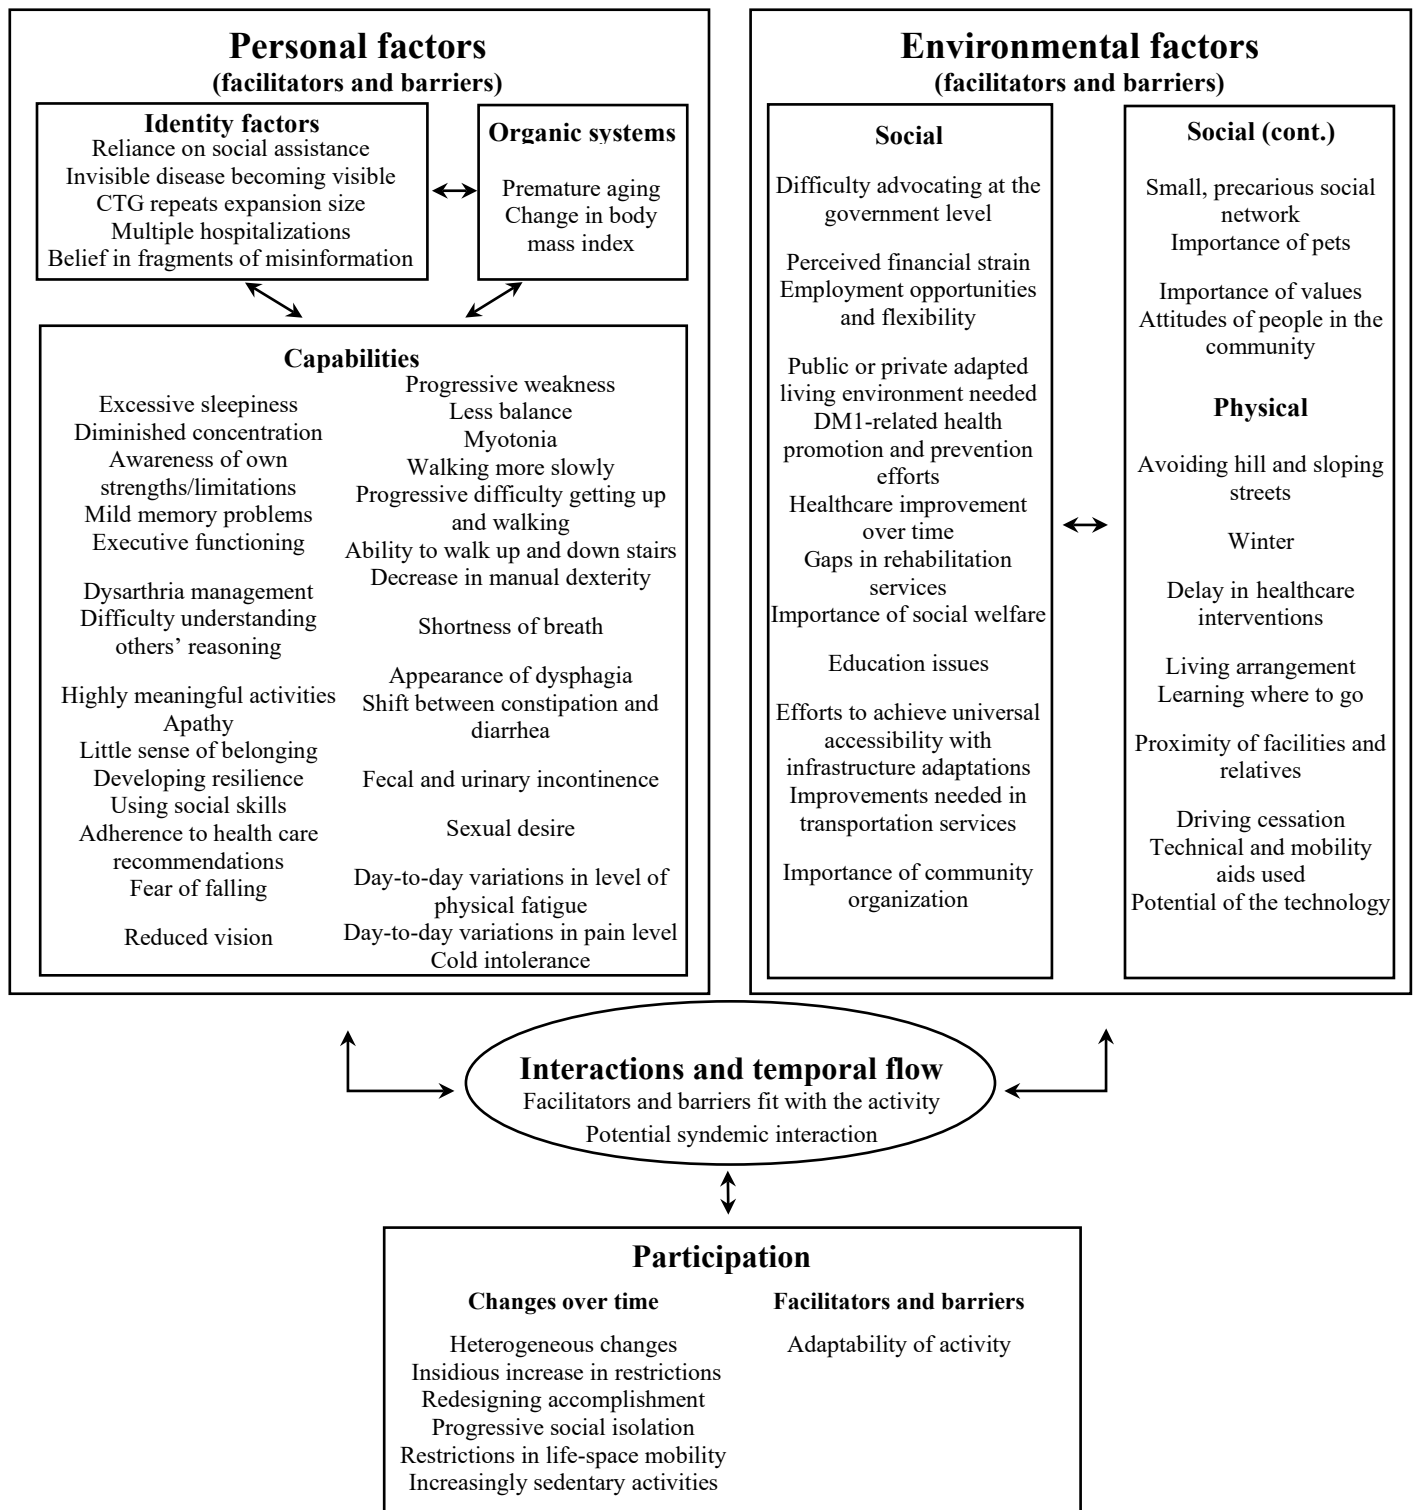 Personal factors
(facilitators and barriers)
Identity factors
Reliance on social assistance
Invisible disease becoming visible
CTG repeats expansion size
Multiple hospitalizations
Belief in fragments of misinformation
Organic systems
Premature aging
Change in body
mass index
Capabilities
Excessive sleepiness
Diminished concentration
Awareness of own
strengths/limitations
Mild memory problems
Executive functioning
Dysarthria management
Difficulty understanding
others’ reasoning
Highly meaningful activities
Apathy
Little sense of belonging
Developing resilience
Using social skills
Adherence to health care
recommendations
Fear of falling
Reduced vision
Progressive weakness
Less balance
Myotonia
Walking more slowly
Progressive difficulty getting up
and walking
Ability to walk up and down stairs
Decrease in manual dexterity
Shortness of breath
Appearance of dysphagia
Shift between constipation and
diarrhea
Fecal and urinary incontinence
Sexual desire
Day-to-day variations in level of
physical fatigue
Day-to-day variations in pain level
Cold intolerance
Environmental factors
(facilitators and barriers)
Social
Difficulty advocating at the
government level
Perceived financial strain
Employment opportunities
and flexibility
Public or private adapted
living environment needed
DM1-related health
promotion and prevention
efforts
Healthcare improvement
over time
Gaps in rehabilitation
services
Importance of social welfare
Education issues
Efforts to achieve universal
accessibility with
infrastructure adaptations
Improvements needed in
transportation services
Importance of community
organization
Social (cont.)
Small, precarious social
network
Importance of pets
Importance of values
Attitudes of people in the
community
Physical
Avoiding hill and sloping
streets
Winter
Delay in healthcare
interventions
Living arrangement
Learning where to go
Proximity of facilities and
relatives
Driving cessation
Technical and mobility
aids used
Potential of the technology
Interactions and temporal flow
Facilitators and barriers fit with the activity
Potential syndemic interaction
Participation
Changes over time
Heterogeneous changes
Insidious increase in restrictions
Redesigning accomplishment
Progressive social isolation
Restrictions in life-space mobility
Increasingly sedentary activities
Facilitators and barriers
Adaptability of activity